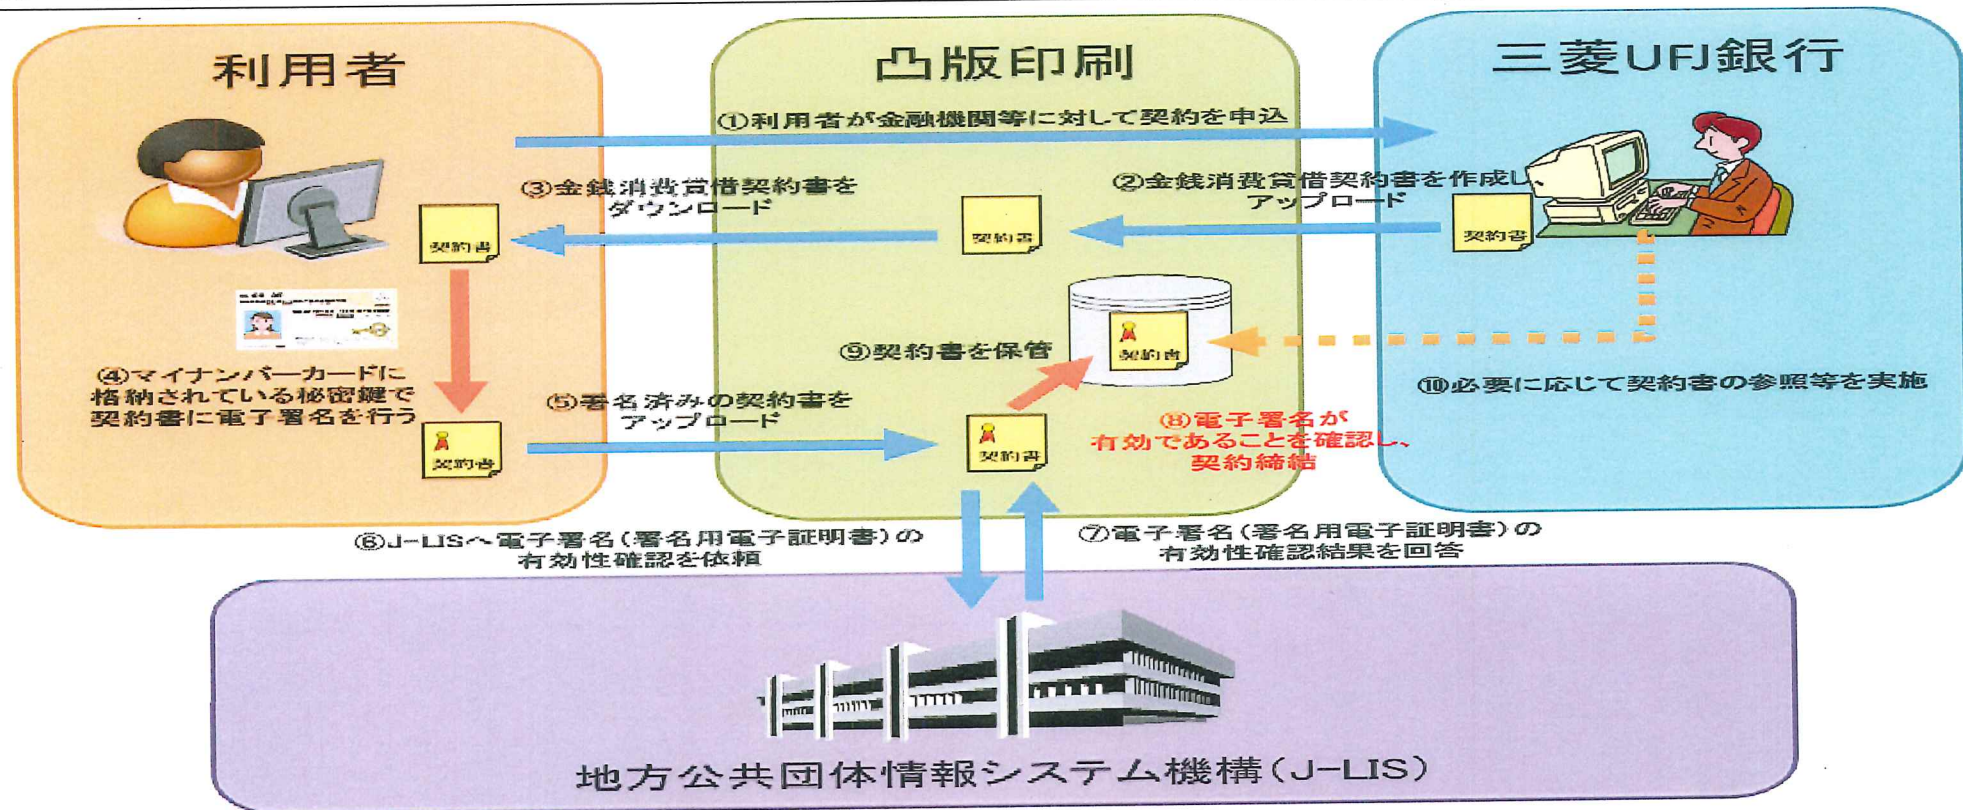 利用者
凸版印刷
三菱UFJ銀行
①利用者が金融機関等に対して契約を申込
③金銭消費貸借契約書を
ダウンロード
②金銭消費貸借契約書を作成し
アップロード
契約書
契約書
契約書
④マイナンバーカードに
格納されている秘密鍵で
契約書に電子署名を行う
⑨契約書を保管
契約書
⑩必要に応じて契約書の参照等を実施
⑤署名済みの契約書を
アップロード
契約書
契約書
⑧電子署名が
有効であることを確認し、
契約締結
⑥J-LISへ電子署名(署名用電子証明書)の
有効性確認を依頼
⑦電子署名(署名用電子証明書)の
有効性確認結果を回答
地方公共団体情報システム機構(J-LIS)